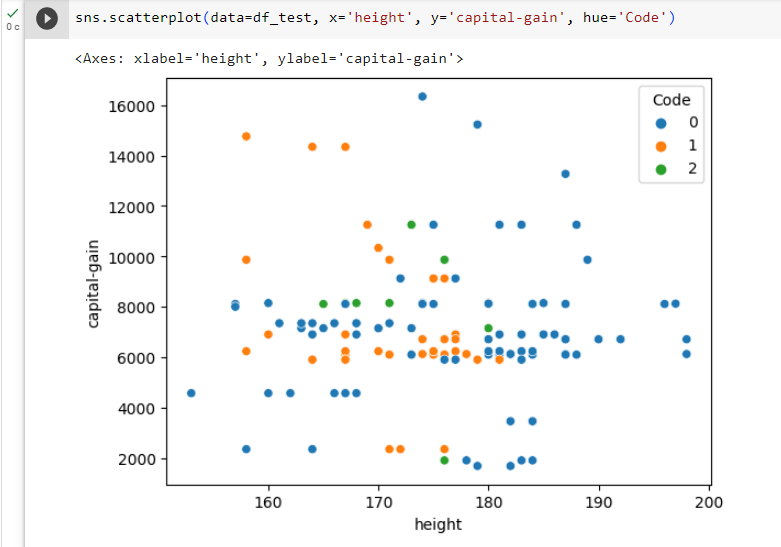 sns.scatterplot(data=df_test, x='height', y='capital-gain', hue='Code')
0 с
<Axes: xlabel='height', ylabel='capital-gain'>
Code
0
1
2
16000
14000
12000
10000
8000
6000
4000
2000
capital-gain
160 170 180 190 200
height